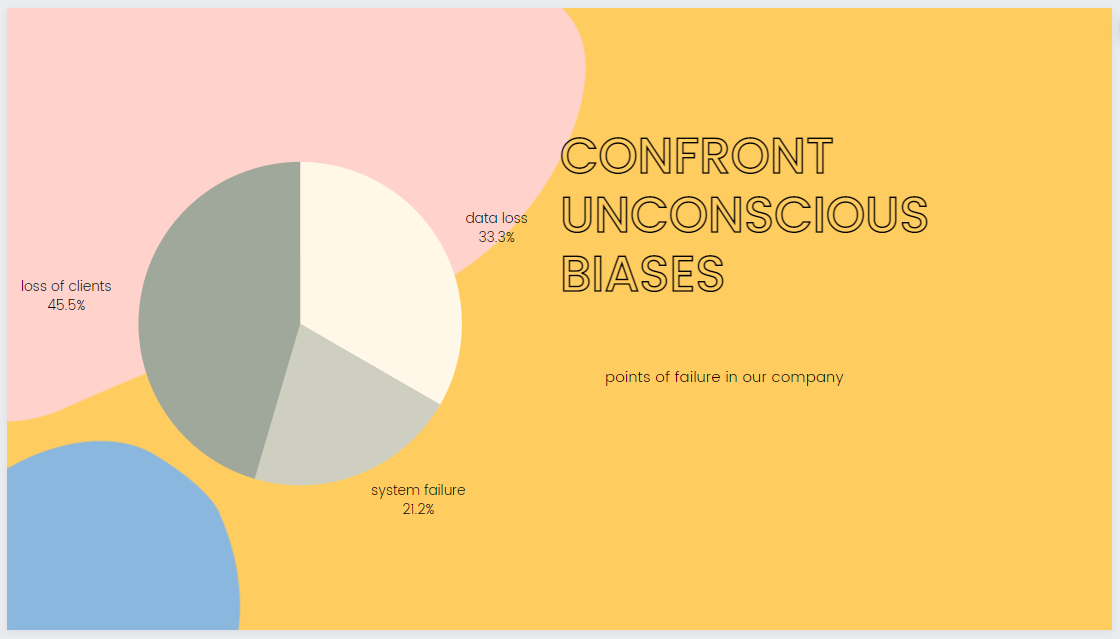 CONFRONT
UNCONSCIOUS
BIASES
points of failure in our company
data loss
33.3%
loss of clients
45.5%
system failure
21.2%